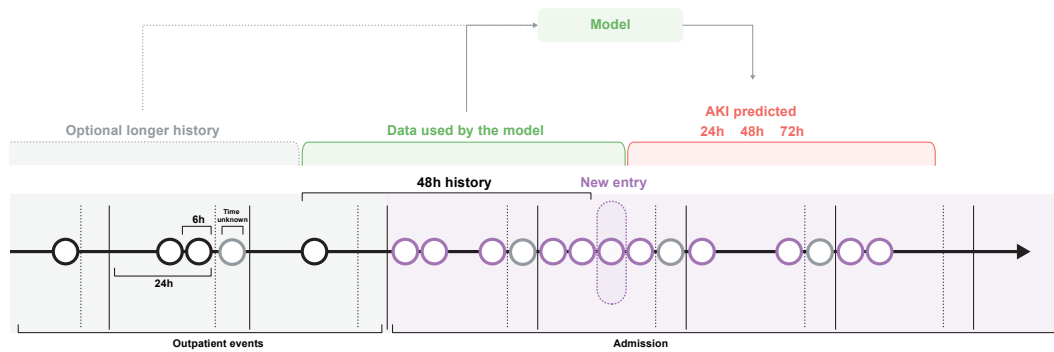 Model
AKI predicted
24h 48h 72h
Optional longer history
Data used by the model
48h history
New entry
6h
Time
unknown
24h
Outpatient events
Admission